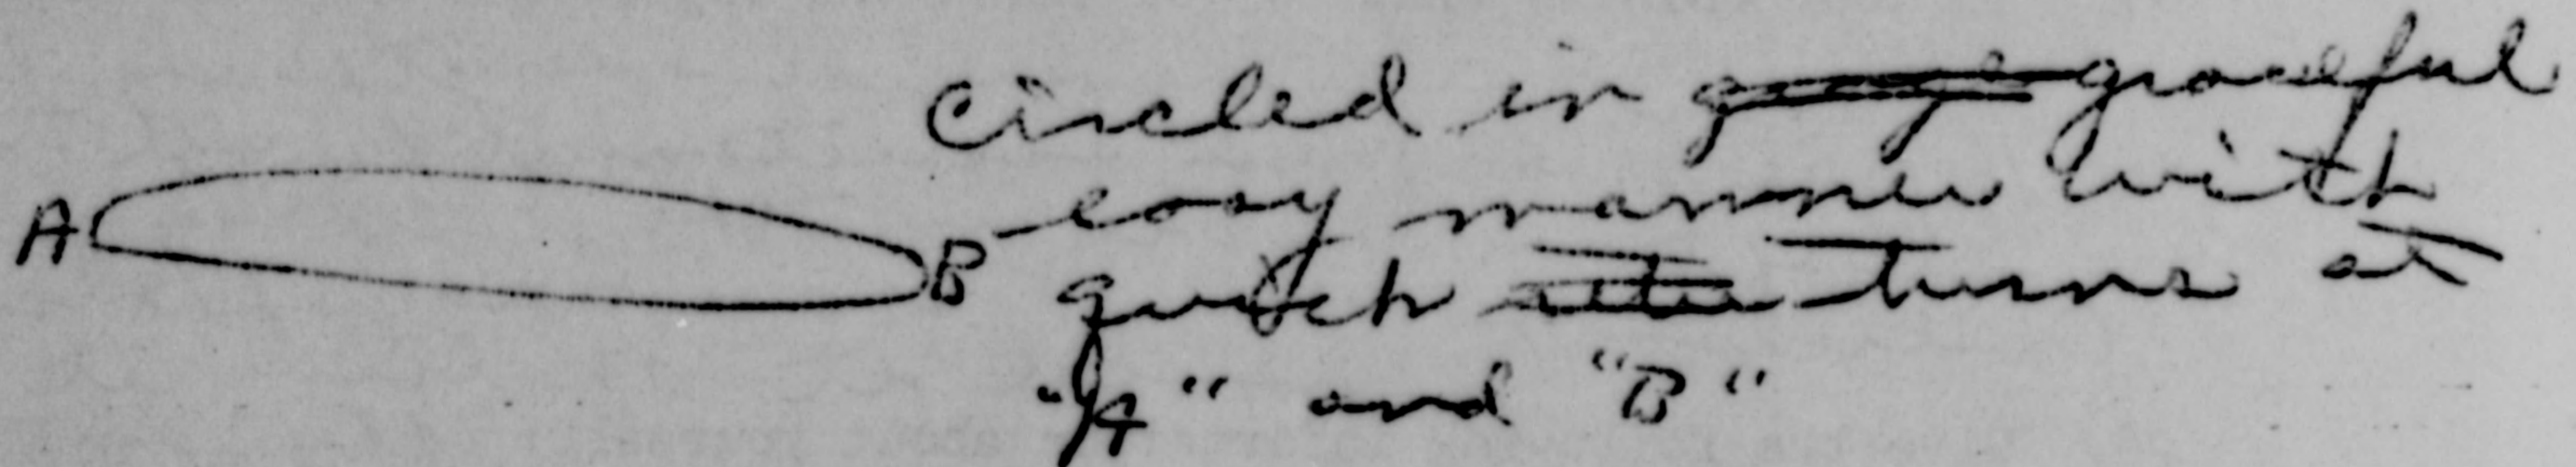 circled in graceful
A B easy manner with
quick turns at
"A" and "B"